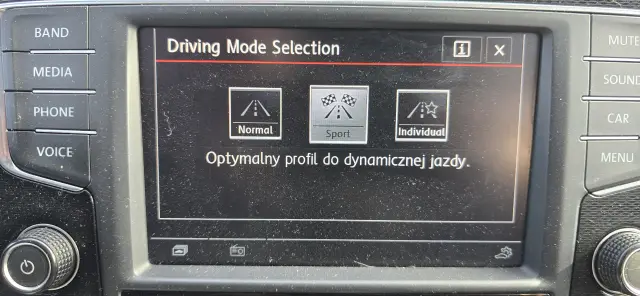 BAND
MEDIA
PHONE
VOICE
Driving Mode Selection
i
x
Normal
Sport
Individual
Optymalny profil do dynamicznej jazdy.
MUTE
SOUND
CAR
MENU